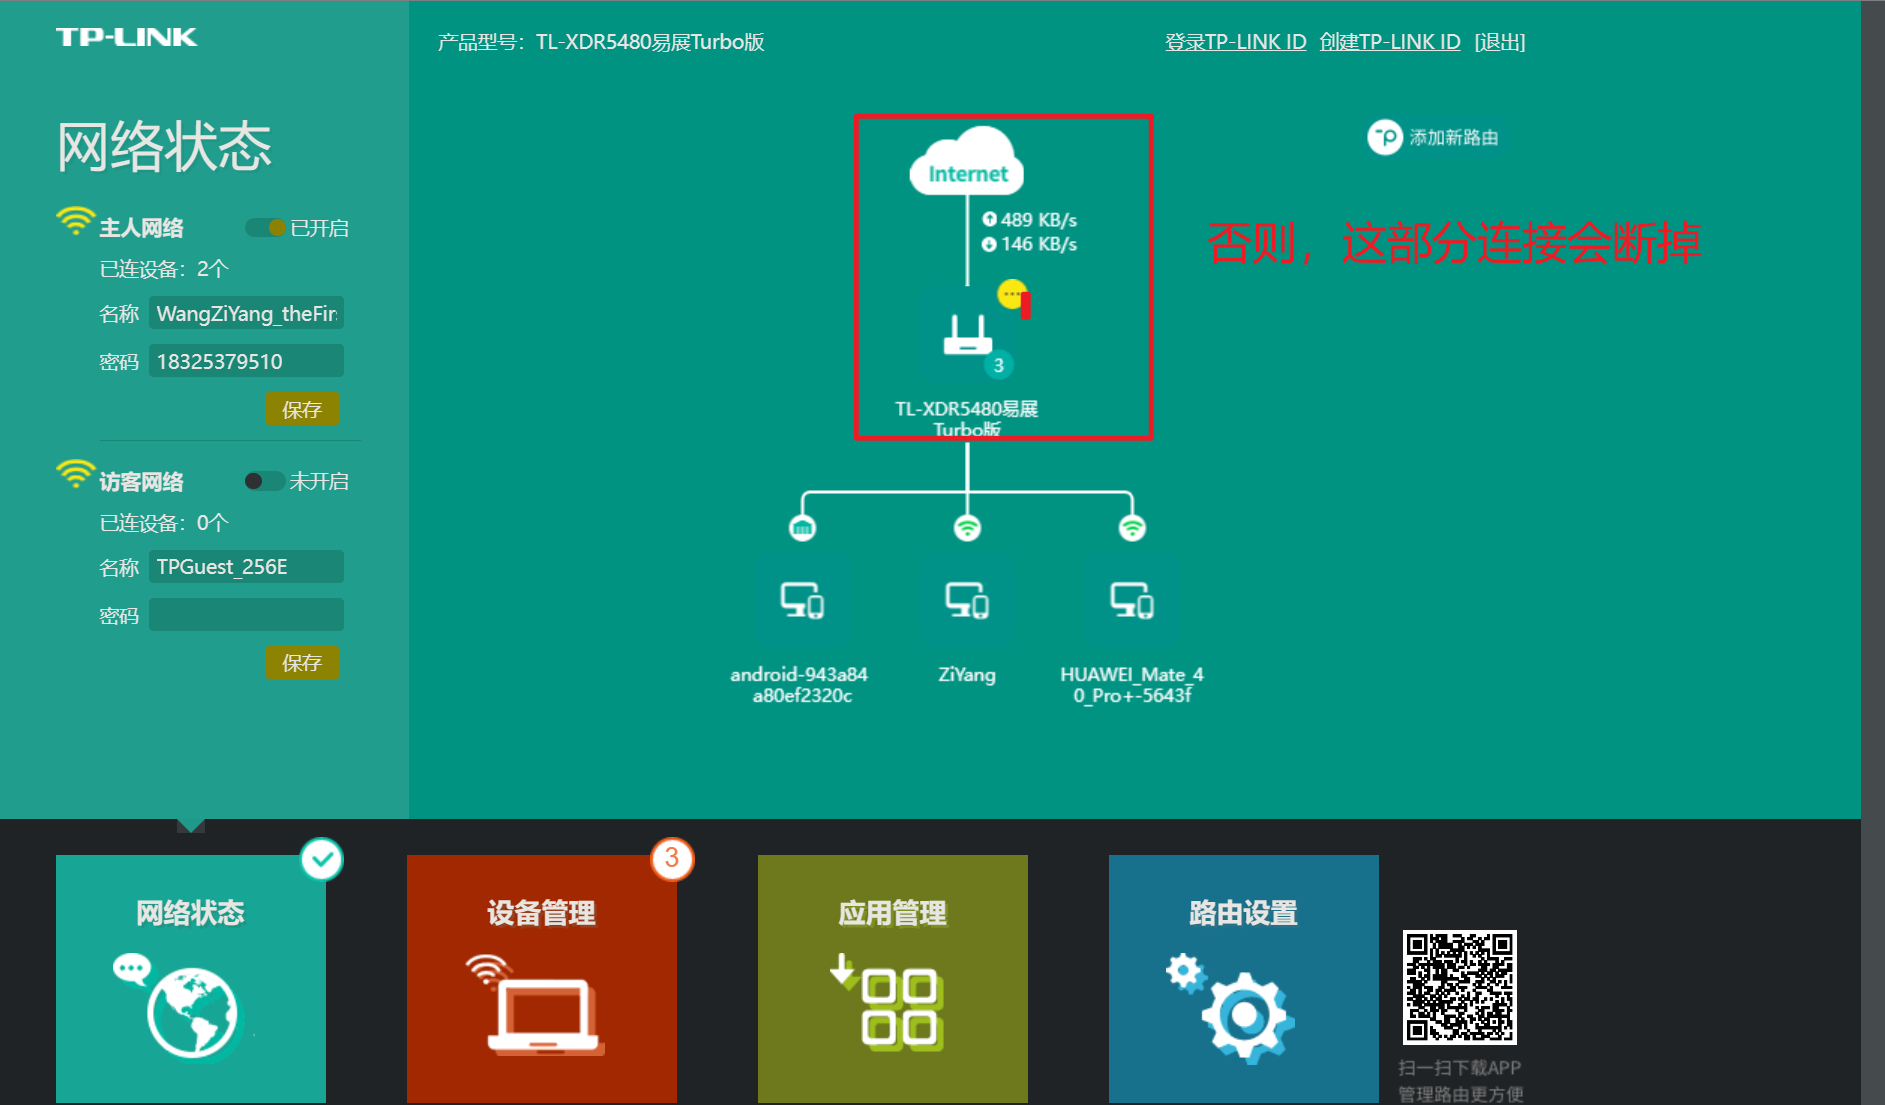 TP-LINK
产品型号：TL-XDR5480易展Turbo版
登录TP-LINK ID 创建TP-LINK ID [退出]
网络状态
主人网络 已开启
已连设备：2个
名称 WangZiYang_theFir
密码 18325379510
保存
访客网络 未开启
已连设备：0个
名称 TPGuest_256E
密码
保存
Internet
489 KB/s
146 KB/s
3
TL-XDR5480易展
Turbo版
添加新路由
否则，这部分连接会断掉
android-943a84
a80ef2320c
ZiYang
HUAWEI_Mate_4
0_Pro+-5643f
网络状态
3
设备管理
应用管理
路由设置
扫一扫下载APP
管理路由更方便